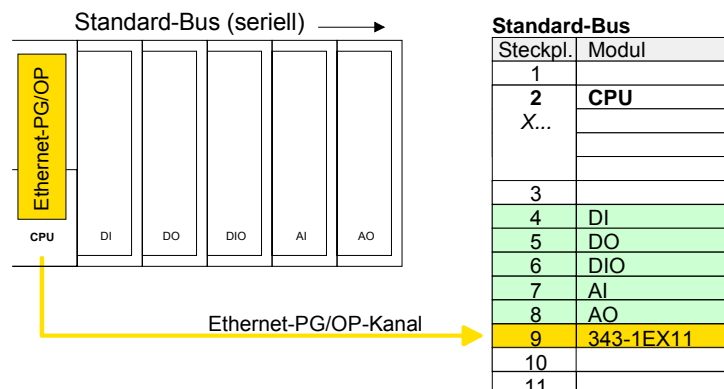 Standard-Bus (seriell)
Ethernet-PG/OP
CPU DI DO DIO AI AO
Ethernet-PG/OP-Kanal
Standard-Bus
Steckpl. Modul
1
2 CPU
X...
3
4 DI
5 DO
6 DIO
7 AI
8 AO
9 343-1EX11
10
11